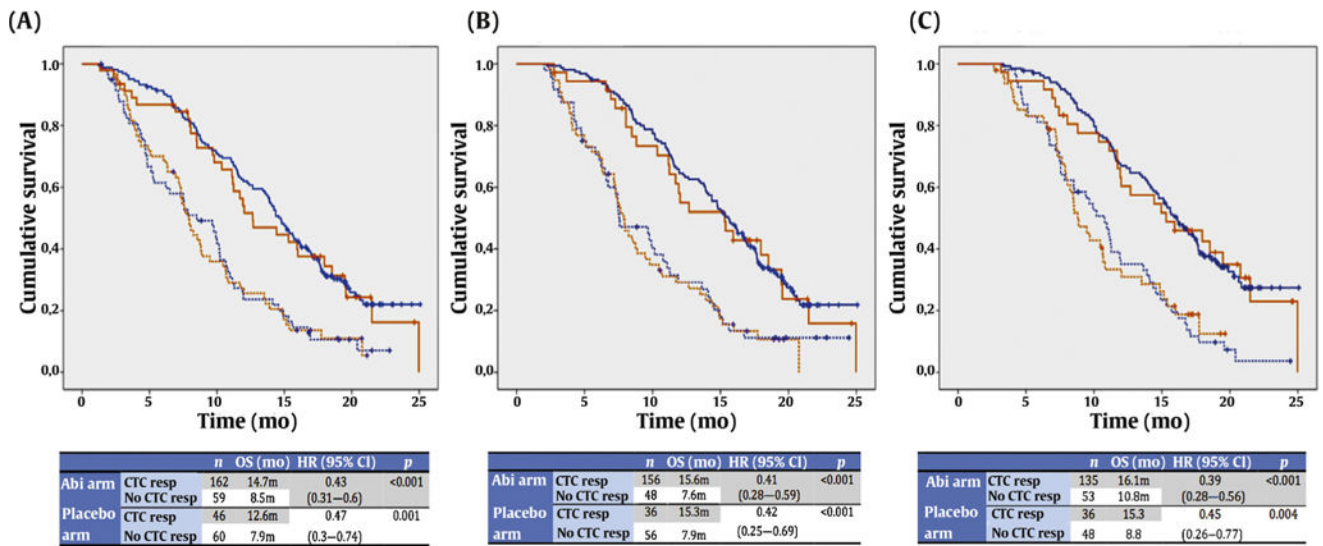 (A) (B) (C)
Cumulative survival
1.0
0,8
0,6
0,4
0,2
0,0
0 5 10 15 20 25
Time (mo)
Cumulative survival
1.0
0,8
0,6
0,4
0,2
0,0
0 5 10 15 20 25
Time (mo)
Cumulative survival
1.0
0,8
0,6
0,4
0,2
0,0
0 5 10 15 20 25
Time (mo)
n OS (mo) HR (95% CI) p
Abi arm CTC resp 162 14.7m 0.43 <0.001
No CTC resp 59 8.5m (0.31—0.6)
Placebo CTC resp 46 12.6m 0.47 0.001
arm No CTC resp 60 7.9m (0.3—0.74)
n OS (mo) HR (95% CI) p
Abi arm CTC resp 156 15.6m 0.41 <0.001
No CTC resp 48 7.6m (0.28—0.59)
Placebo CTC resp 36 15.3m 0.42 <0.001
arm No CTC resp 56 7.9m (0.25—0.69)
n OS (mo) HR (95% CI) p
Abi arm CTC resp 135 16.1m 0.39 <0.001
No CTC resp 53 10.8m (0.28—0.56)
Placebo CTC resp 36 15.3 0.45 0.004
arm No CTC resp 48 8.8 (0.26—0.77)